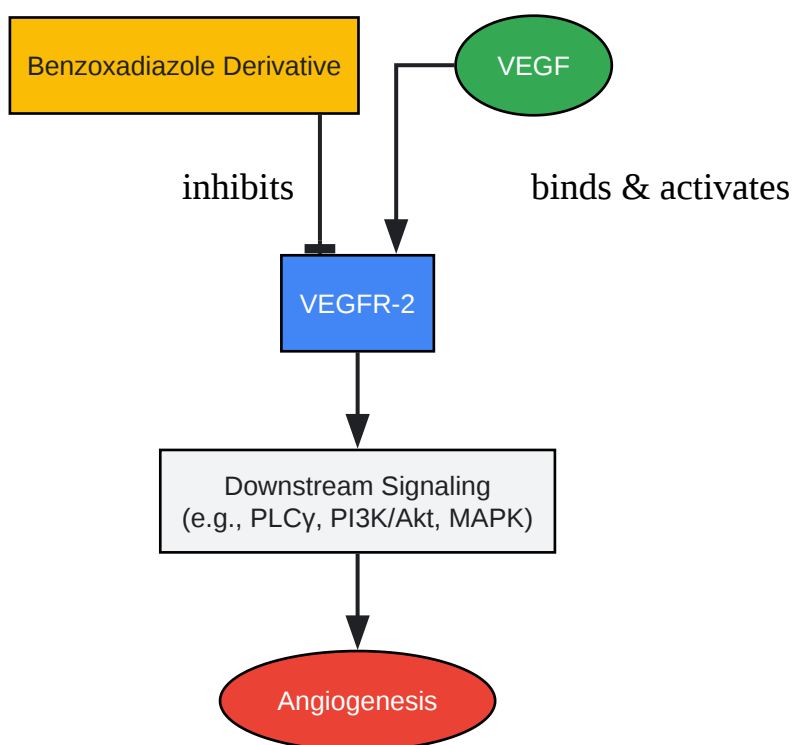 Benzoxadiazole Derivative
VEGF
inhibits
binds & activates
VEGFR-2
Downstream Signaling
(e.g., PLCγ, PI3K/Akt, MAPK)
Angiogenesis